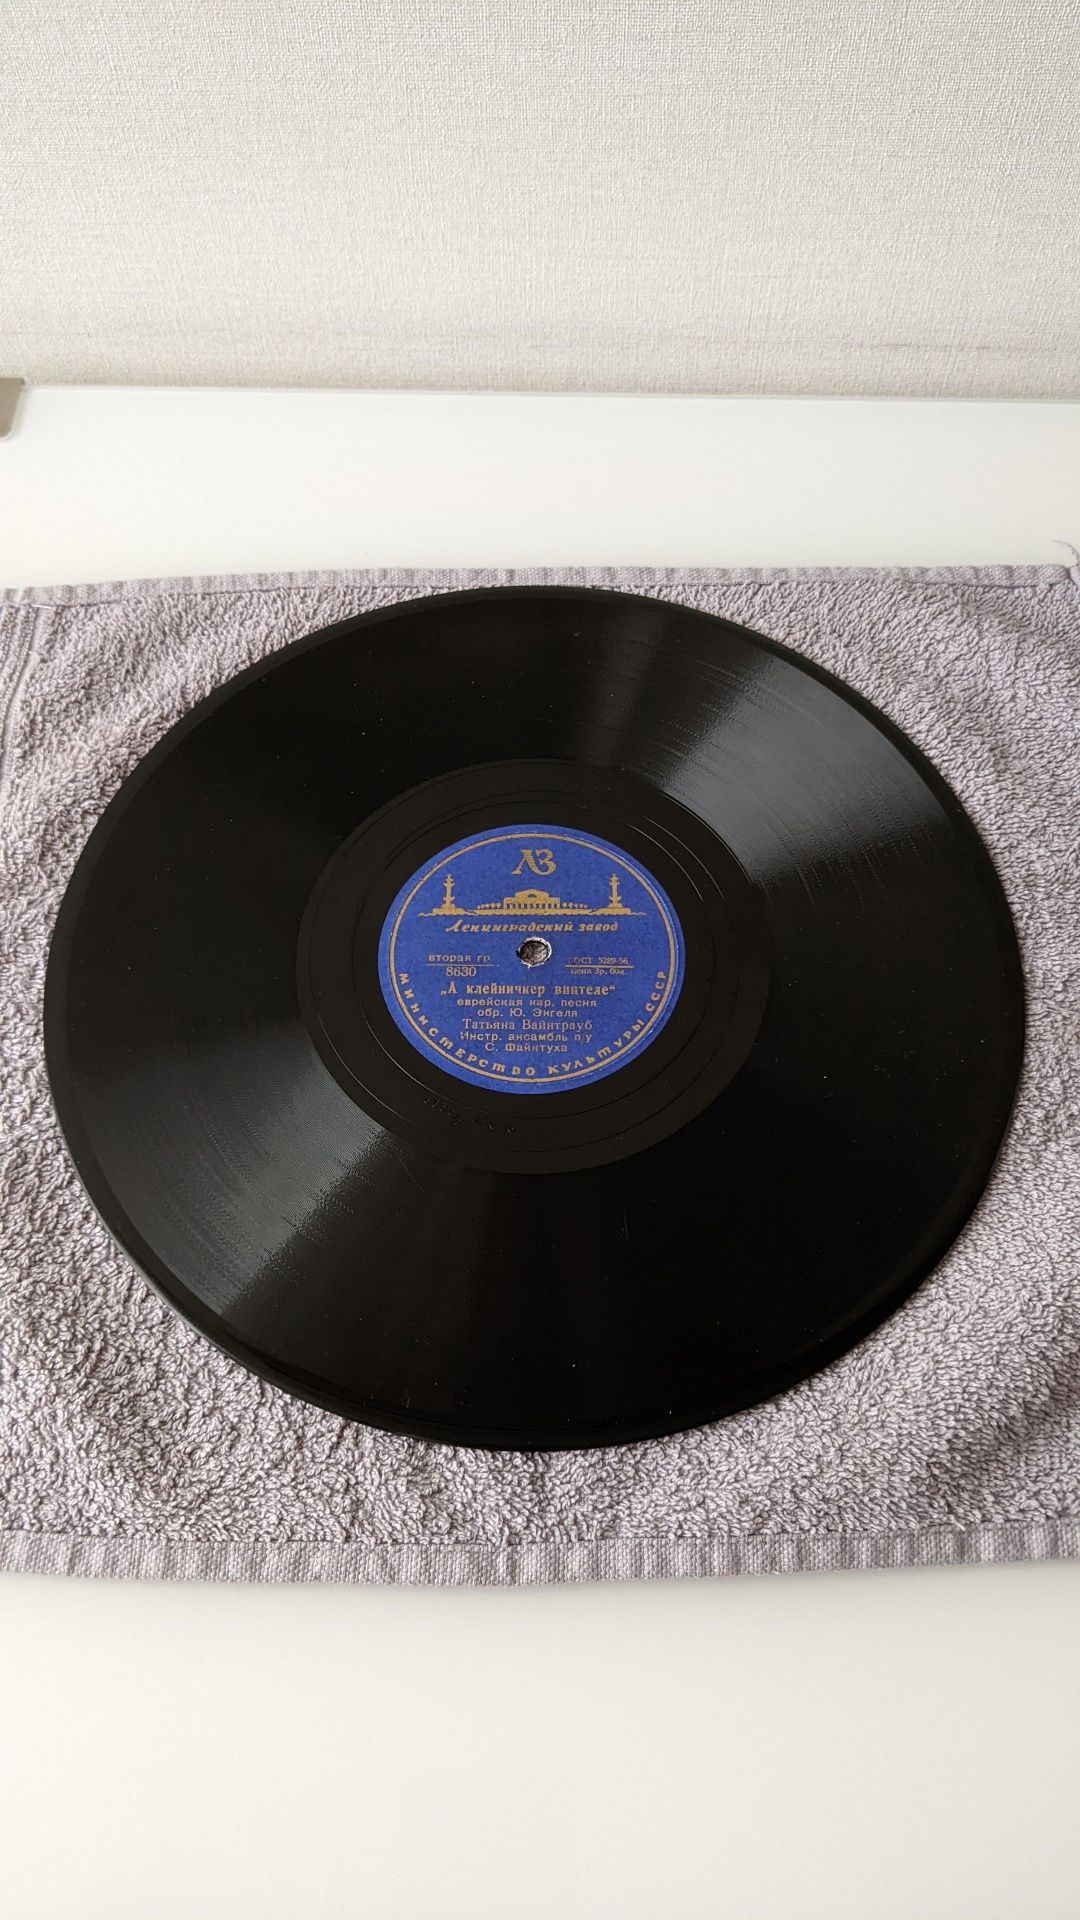 ЛЗ
Ленинградский завод
вторая гр.
8630
ГОСТ 5289-56
цена 3р. 60к.
„А клейничкер винтеле“
еврейская нар. песня
обр. Ю. Энгеля
Татьяна Вайнтрауб
Инстр. ансамбль п/у
С. Файнтуха
МИНИСТЕРСТВО КУЛЬТУРЫ СССР